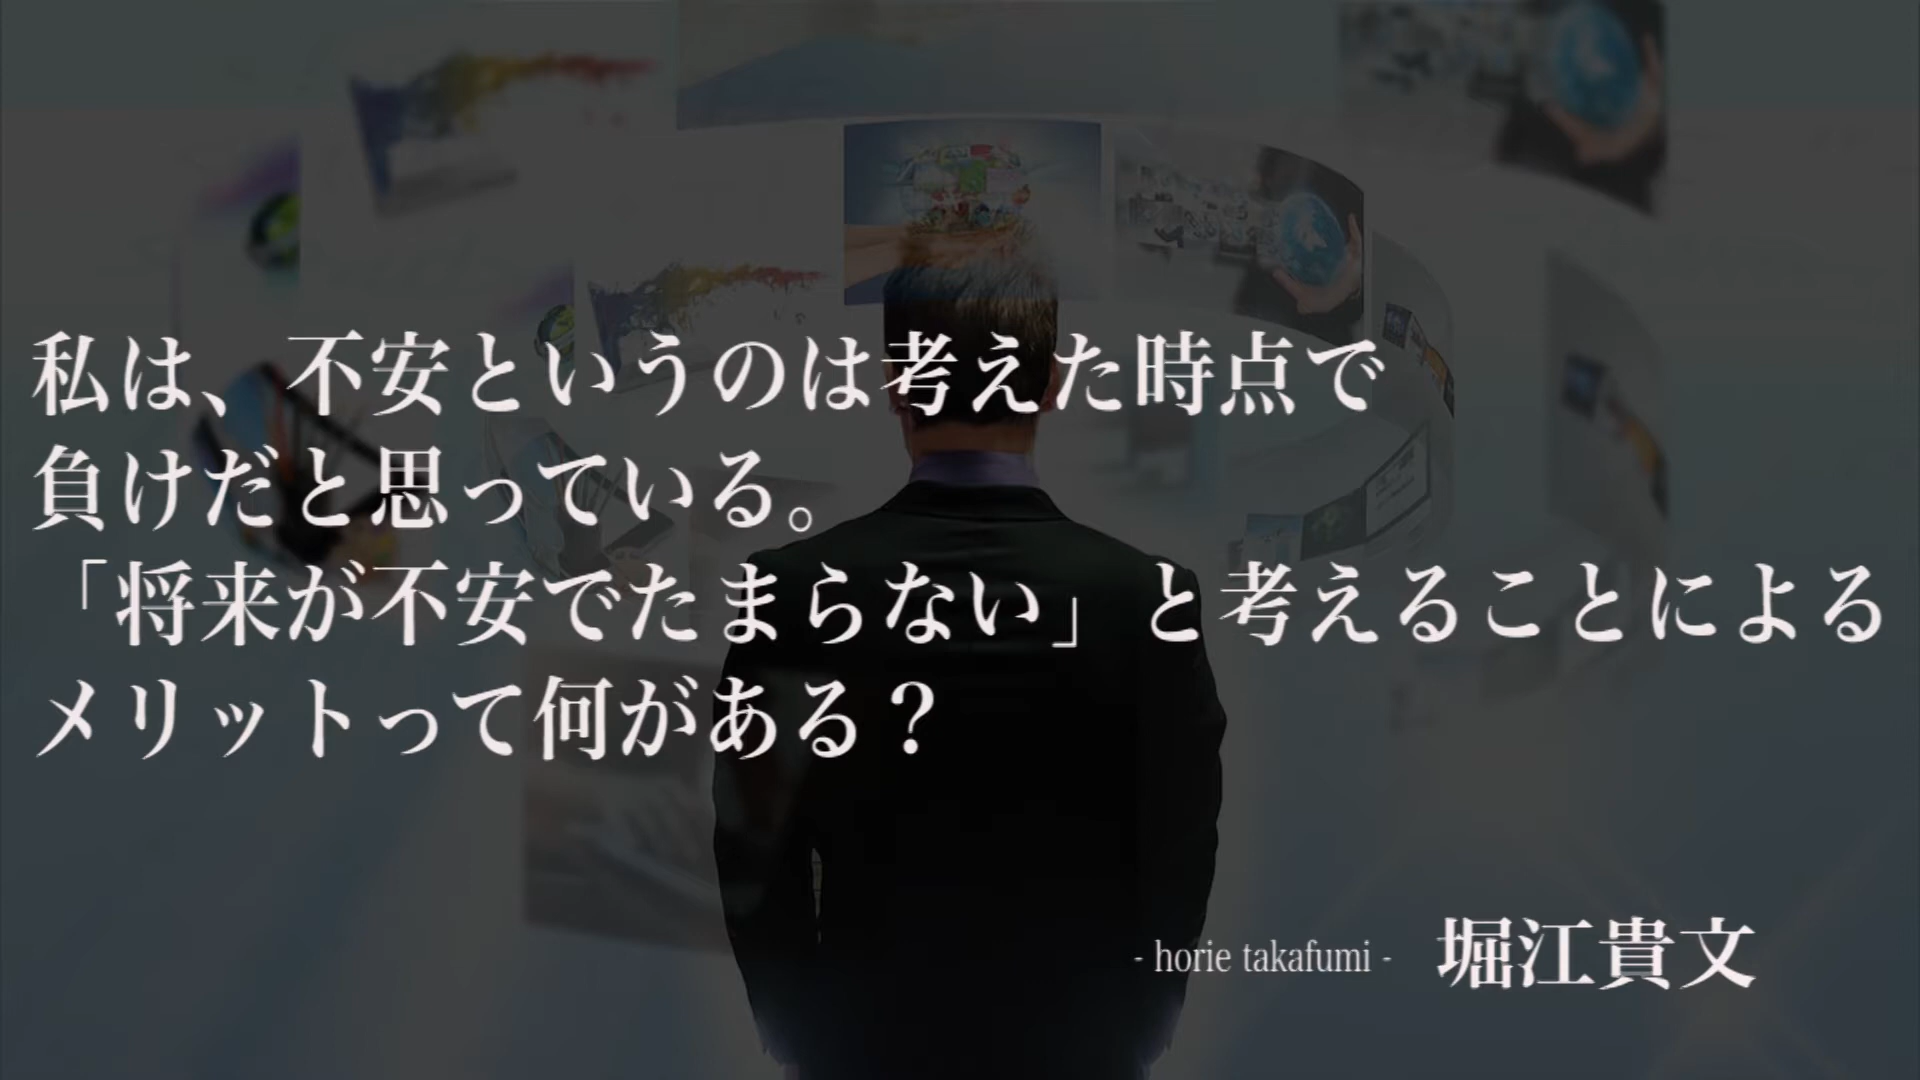 私は、不安というのは考えた時点で
負けだと思っている。
「将来が不安でたまらない」と考えることによる
メリットって何がある？
- horie takafumi - 堀江貴文